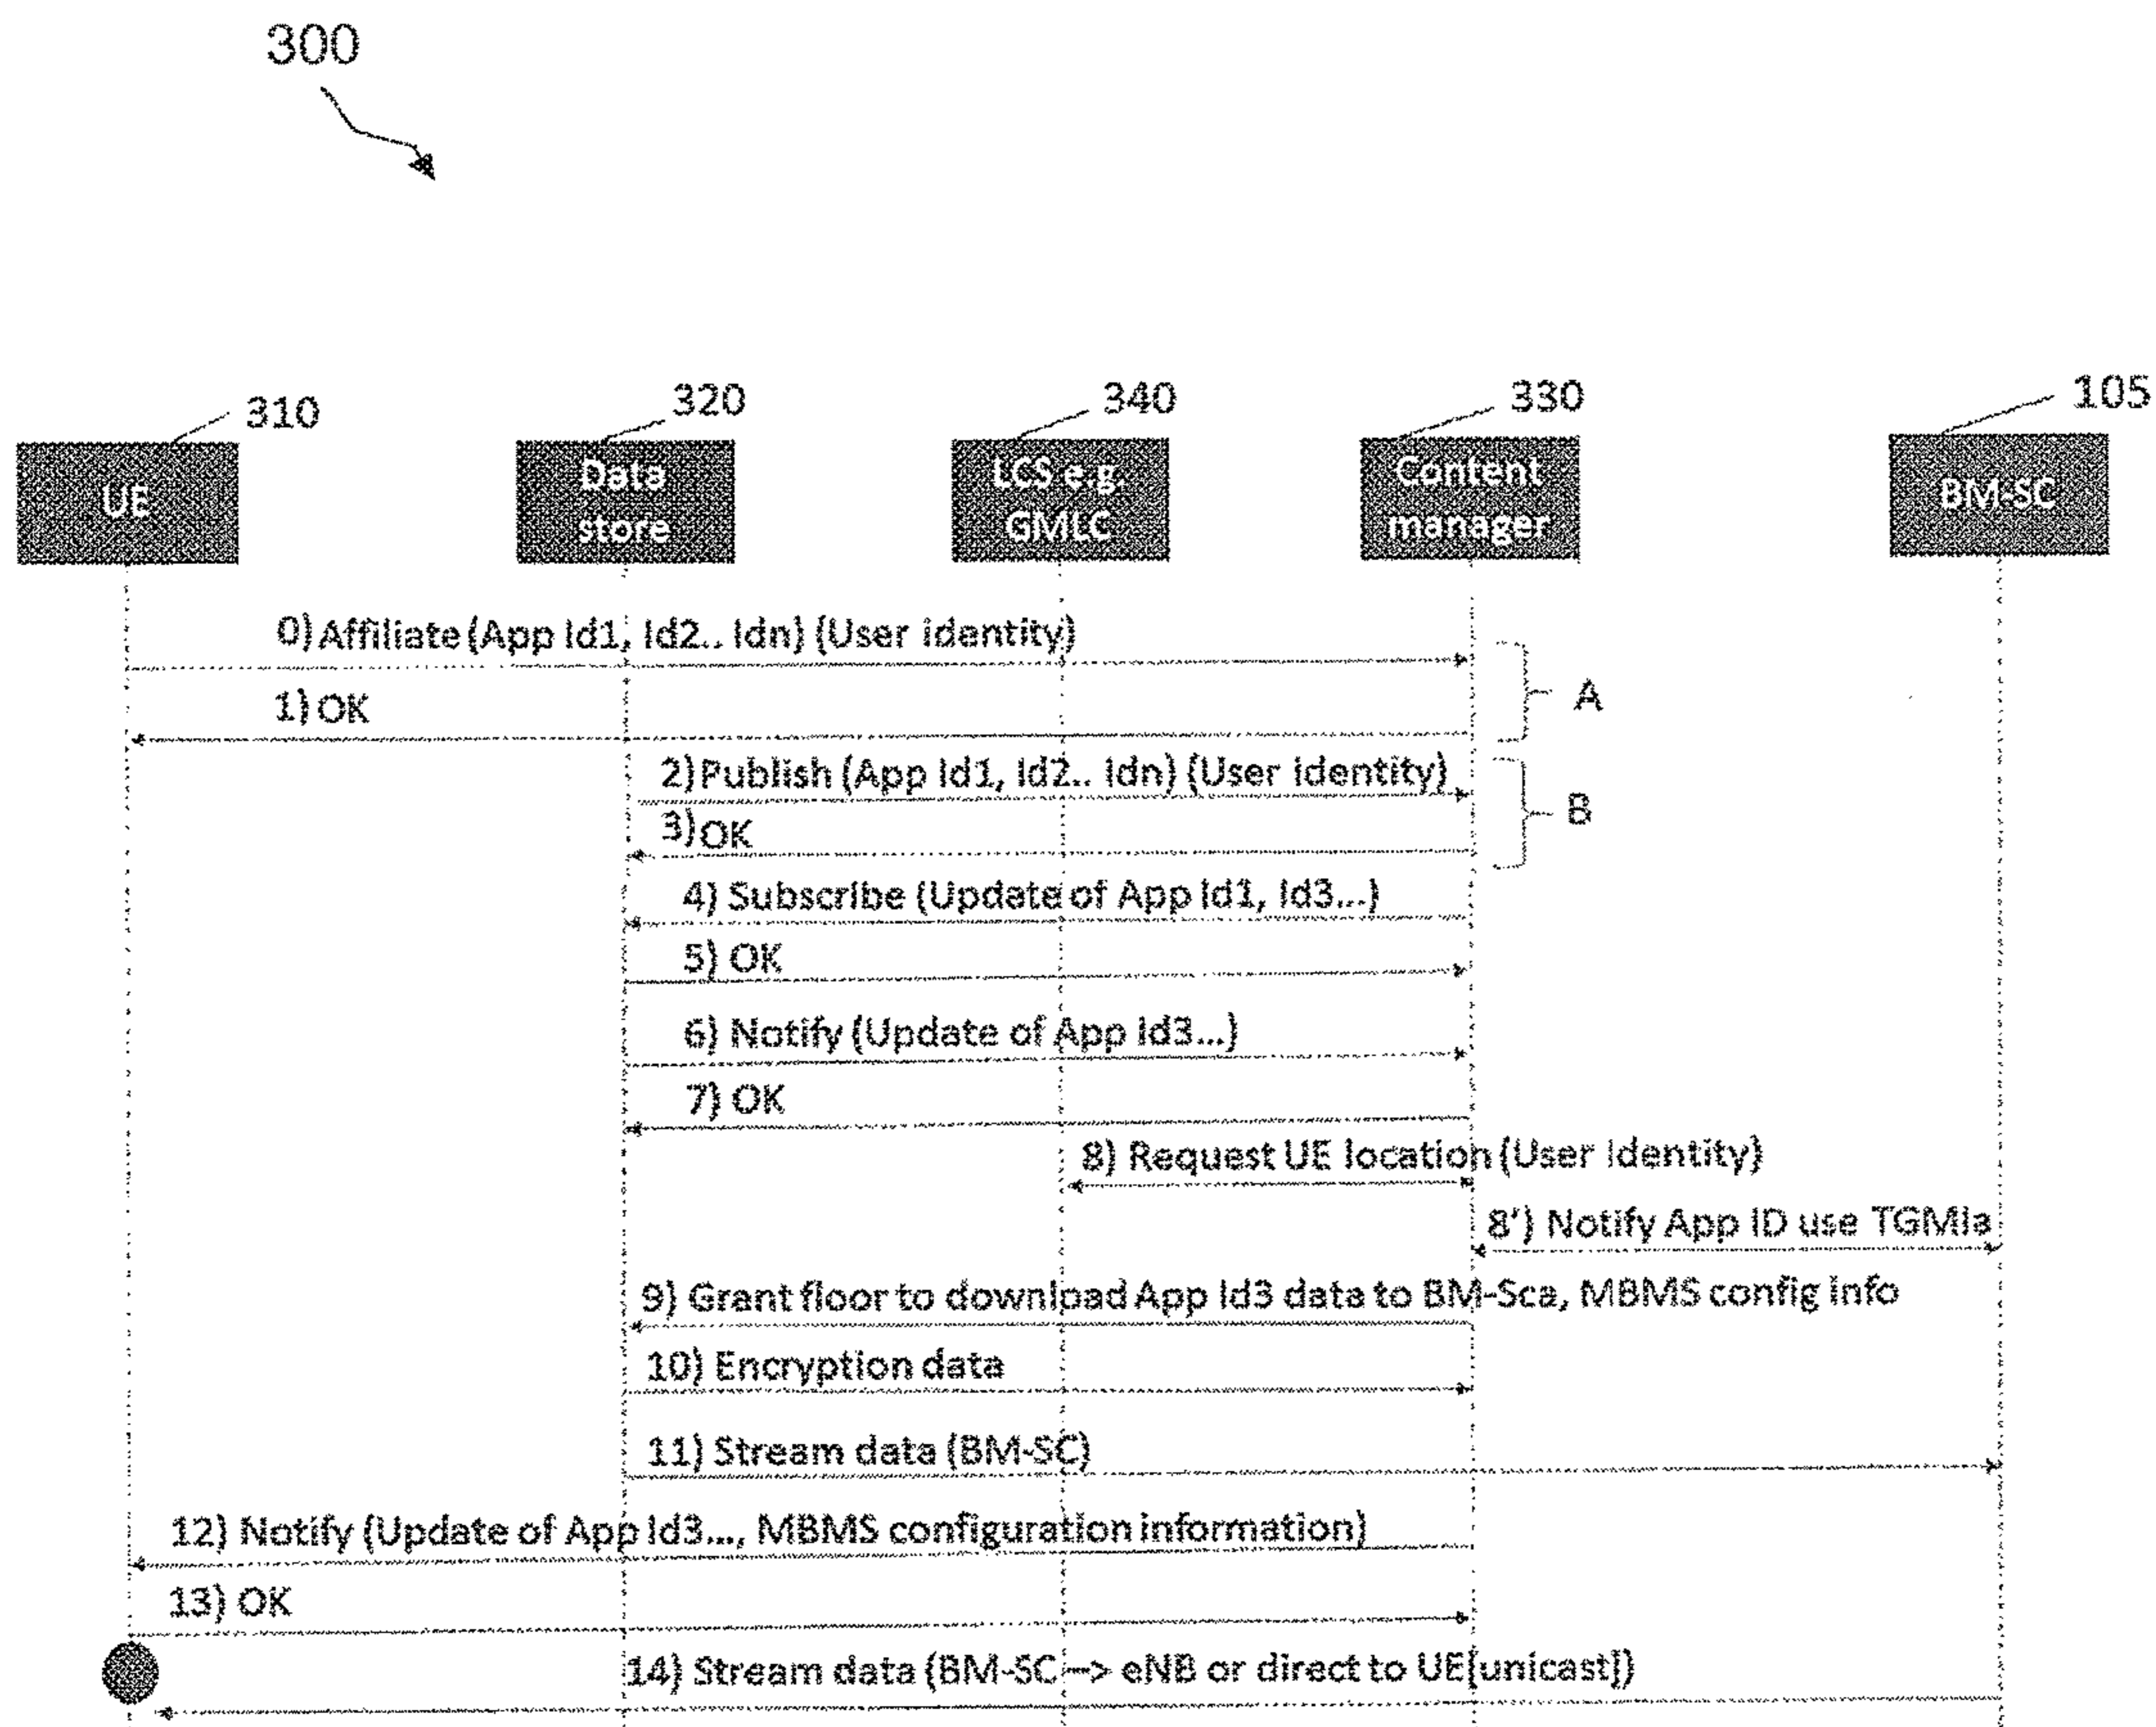 300
310
320
340
330
105
UE
Data
store
LCS e.g.
GMLC
Content
manager
BM-SC
0) Affiliate (App Id1, Id2.. Idn) (User identity)
A
1) OK
2) Publish (App Id1, Id2.. Idn) (User identity)
B
3) OK
4) Subscribe (Update of App Id1, Id3...)
5) OK
6) Notify (Update of App Id3...)
7) OK
8) Request UE location (User Identity)
8') Notify App ID use TGMIa
9) Grant floor to download App Id3 data to BM-Sca, MBMS config info
10) Encryption data
11) Stream data (BM-SC)
12) Notify (Update of App Id3..., MBMS configuration information)
13) OK
14) Stream data (BM-SC --> eNB or direct to UE[unicast])